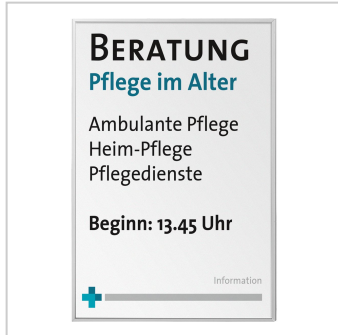 BERATUNG
Pflege im Alter
Ambulante Pflege
Heim-Pflege
Pflegedienste
Beginn: 13.45 Uhr
Information